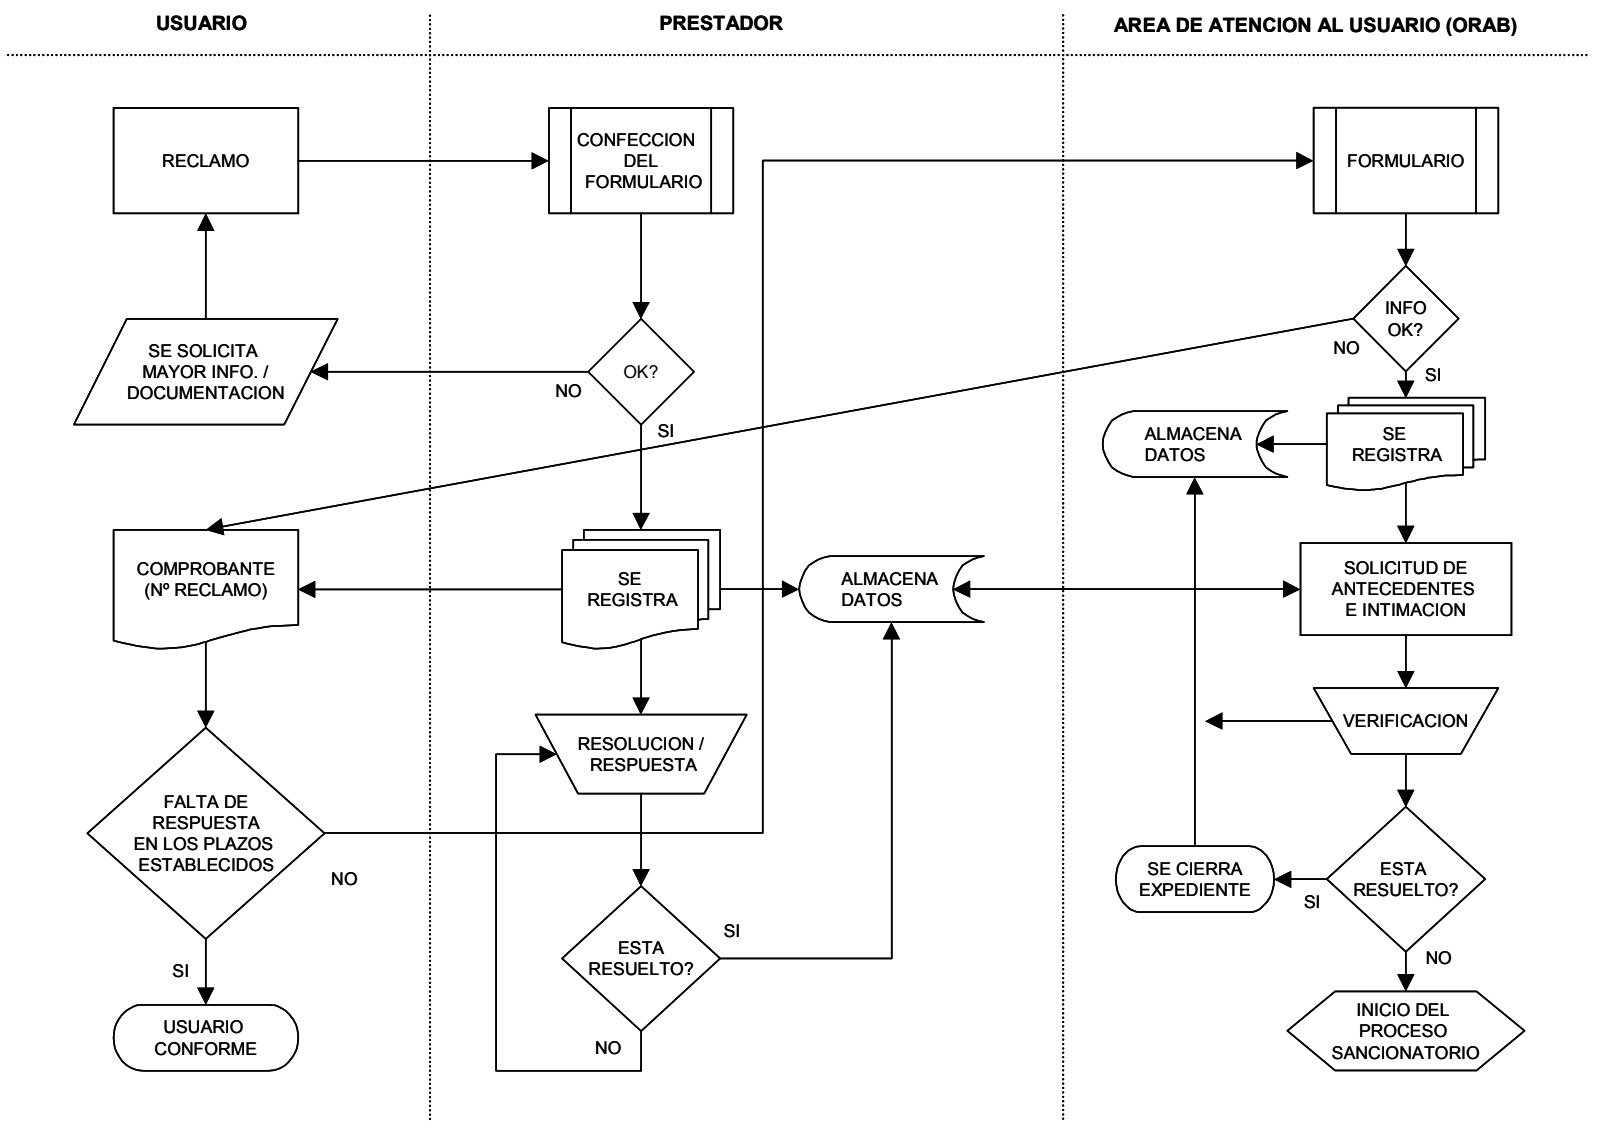 USUARIO
PRESTADOR
AREA DE ATENCION AL USUARIO (ORAB)
RECLAMO
CONFECCION
DEL
FORMULARIO
FORMULARIO
INFO
OK?
NO
SI
SE SOLICITA
MAYOR INFO. /
DOCUMENTACION
OK?
NO
SI
ALMACENA
DATOS
SE
REGISTRA
COMPROBANTE
(Nº RECLAMO)
SE
REGISTRA
ALMACENA
DATOS
SOLICITUD DE
ANTECEDENTES
E INTIMACION
RESOLUCION /
RESPUESTA
VERIFICACION
FALTA DE
RESPUESTA
EN LOS PLAZOS
ESTABLECIDOS
NO
SE CIERRA
EXPEDIENTE
ESTA
RESUELTO?
SI
NO
ESTA
RESUELTO?
SI
NO
SI
USUARIO
CONFORME
INICIO DEL
PROCESO
SANCIONATORIO